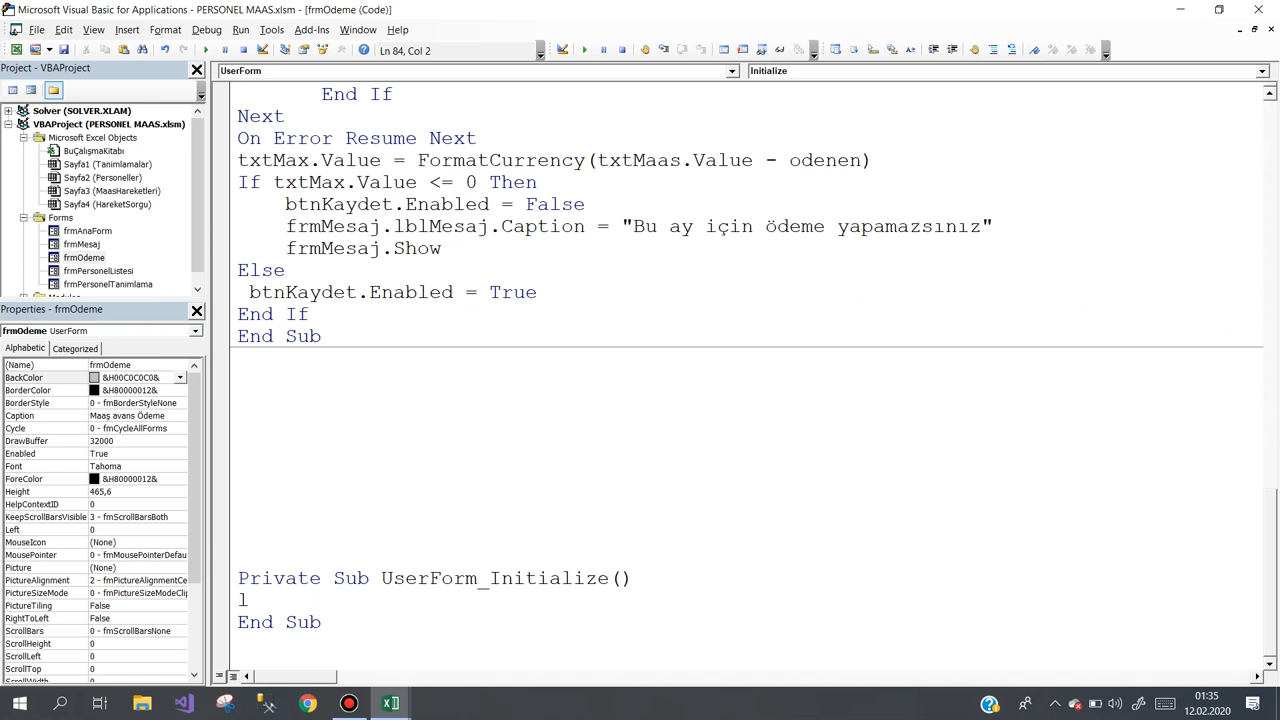 Microsoft Visual Basic for Applications - PERSONEL MAAS.xlsm - [frmOdeme (Code)]
File Edit View Insert Format Debug Run Tools Add-Ins Window Help
Ln 84, Col 2
Project - VBAProject
UserForm
Initialize
Solver (SOLVER.XLAM)
VBAProject (PERSONEL MAAS.xlsm)
Microsoft Excel Objects
BuÇalışmaKitabı
Sayfa1 (Tanimlamalar)
Sayfa2 (Personeller)
Sayfa3 (MaasHareketleri)
Sayfa4 (HareketSorgu)
Forms
frmAnaForm
frmMesaj
frmOdeme
frmPersonelListesi
frmPersonelTanimlama
Properties - frmOdeme
frmOdeme UserForm
Alphabetic Categorized
(Name) frmOdeme
BackColor &H00C0C0C0&
BorderColor &H80000012&
BorderStyle 0 - fmBorderStyleNone
Caption Maaş avans Ödeme
Cycle 0 - fmCycleAllForms
DrawBuffer 32000
Enabled True
Font Tahoma
ForeColor &H80000012&
Height 465,6
HelpContextID 0
KeepScrollBarsVisible 3 - fmScrollBarsBoth
Left 0
MouseIcon (None)
MousePointer 0 - fmMousePointerDefau
Picture (None)
PictureAlignment 2 - fmPictureAlignmentCe
PictureSizeMode 0 - fmPictureSizeModeClip
PictureTiling False
RightToLeft False
ScrollBars 0 - fmScrollBarsNone
ScrollHeight 0
ScrollLeft 0
ScrollTop 0
End If
Next
On Error Resume Next
txtMax.Value = FormatCurrency(txtMaas.Value - odenen)
If txtMax.Value <= 0 Then
btnKaydet.Enabled = False
frmMesaj.lblMesaj.Caption = "Bu ay için ödeme yapamazsınız"
frmMesaj.Show
Else
btnKaydet.Enabled = True
End If
End Sub
Private Sub UserForm_Initialize()
l
End Sub
01:35
12.02.2020